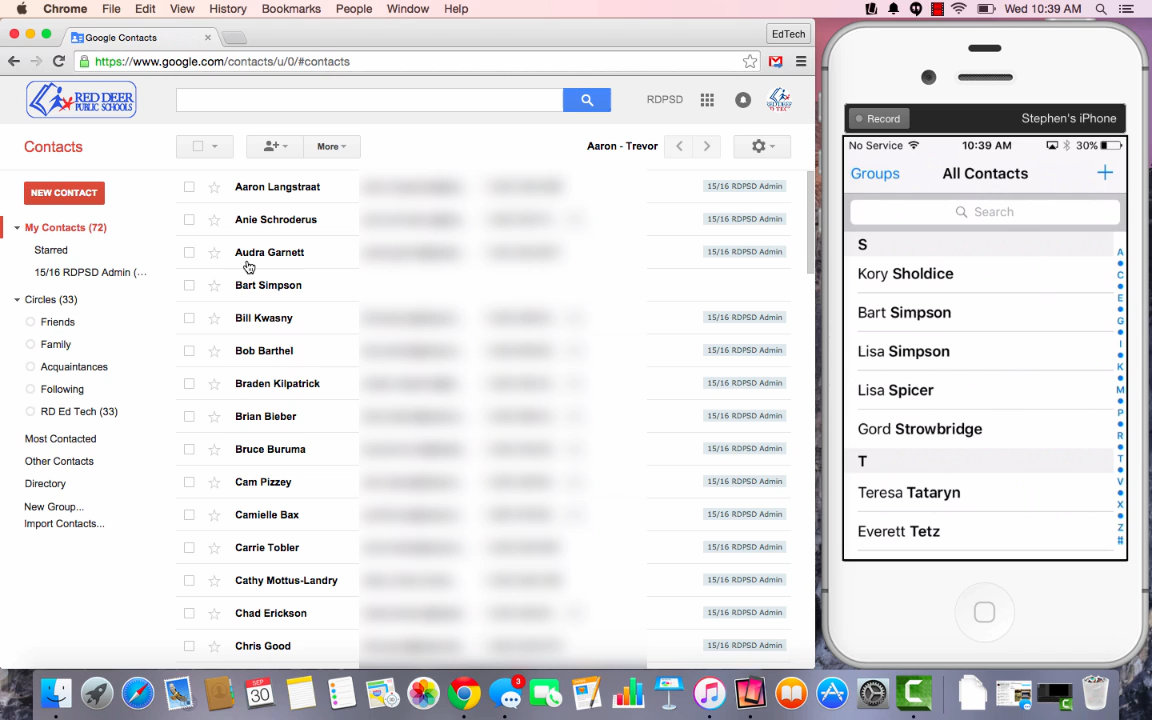 Chrome File Edit View History Bookmarks People Window Help Wed 10:39 AM
Google Contacts EdTech
https://www.google.com/contacts/u/0/#contacts
RED DEER
PUBLIC SCHOOLS
RDPSD
Contacts More Aaron - Trevor
NEW CONTACT
My Contacts (72)
Starred
15/16 RDPSD Admin (...
Circles (33)
Friends
Family
Acquaintances
Following
RD Ed Tech (33)
Most Contacted
Other Contacts
Directory
New Group...
Import Contacts...
Aaron Langstraat 15/16 RDPSD Admin
Anie Schroderus 15/16 RDPSD Admin
Audra Garnett 15/16 RDPSD Admin
Bart Simpson
Bill Kwasny 15/16 RDPSD Admin
Bob Barthel 15/16 RDPSD Admin
Braden Kilpatrick 15/16 RDPSD Admin
Brian Bieber 15/16 RDPSD Admin
Bruce Buruma 15/16 RDPSD Admin
Cam Pizzey 15/16 RDPSD Admin
Camielle Bax 15/16 RDPSD Admin
Carrie Tobler 15/16 RDPSD Admin
Cathy Mottus-Landry 15/16 RDPSD Admin
Chad Erickson 15/16 RDPSD Admin
Chris Good 15/16 RDPSD Admin
Record Stephen's iPhone
No Service 10:39 AM 30%
Groups All Contacts +
Search
S
Kory Sholdice
Bart Simpson
Lisa Simpson
Lisa Spicer
Gord Strowbridge
T
Teresa Tataryn
Everett Tetz
A
C
E
G
I
K
M
P
R
T
V
X
Z
#
SEP
30
3